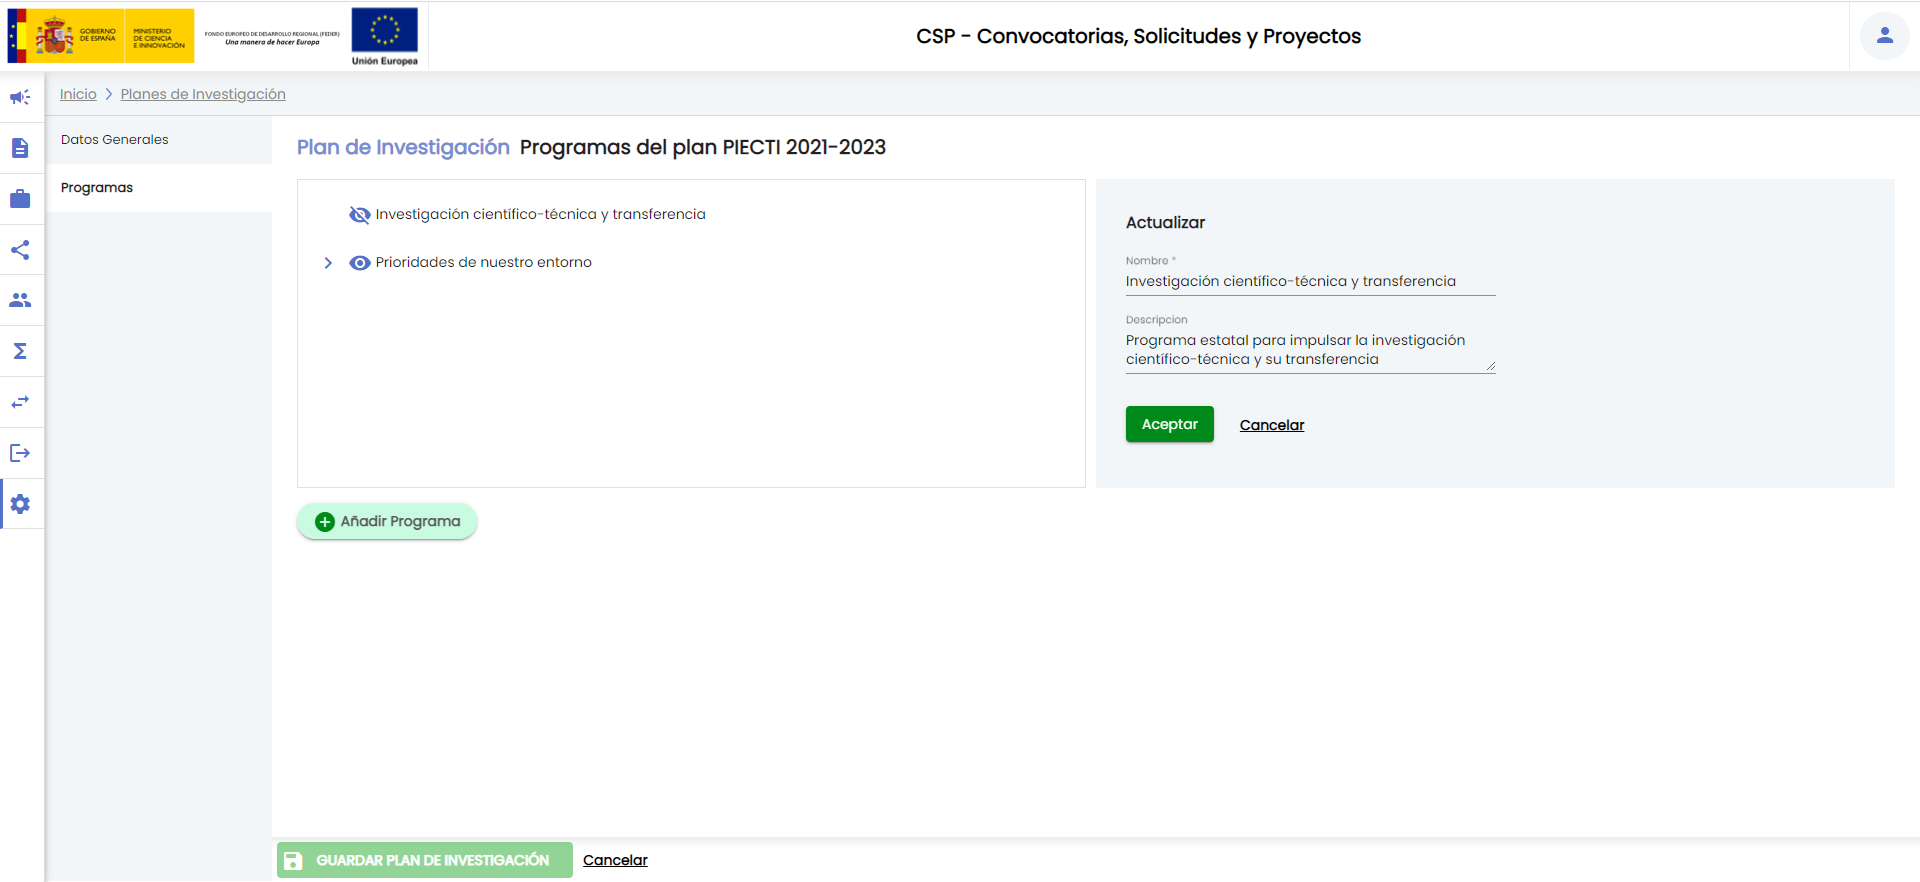 GOBIERNO
DE ESPAÑA
MINISTERIO
DE CIENCIA
E INNOVACIÓN
FONDO EUROPEO DE DESARROLLO REGIONAL (FEDER)
Una manera de hacer Europa
Unión Europea
CSP - Convocatorias, Solicitudes y Proyectos
Inicio
Planes de Investigación
Datos Generales
Programas
Plan de Investigación Programas del plan PIECTI 2021-2023
Investigación científico-técnica y transferencia
Prioridades de nuestro entorno
Añadir Programa
Actualizar
Nombre *
Investigación científico-técnica y transferencia
Descripcion
Programa estatal para impulsar la investigación
científico-técnica y su transferencia
Aceptar
Cancelar
GUARDAR PLAN DE INVESTIGACIÓN
Cancelar